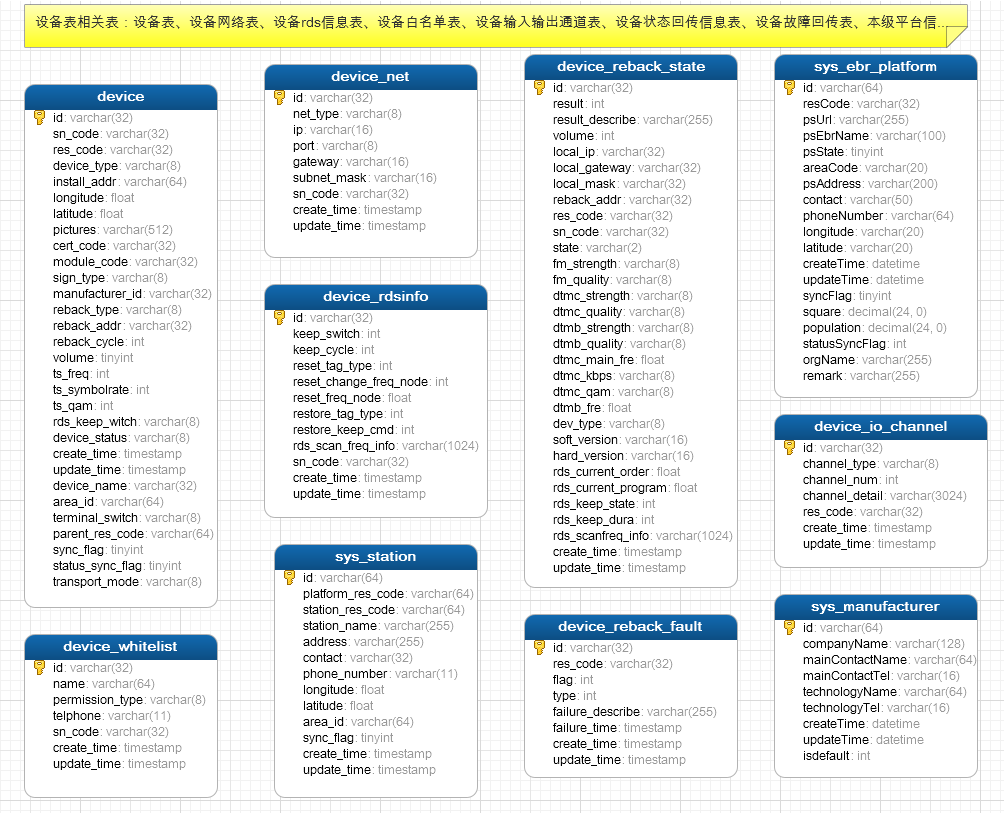 设备表相关表：设备表、设备网络表、设备rds信息表、设备白名单表、设备输入输出通道表、设备状态回传信息表、设备故障回传表、本级平台信...
device
id: varchar(32)
sn_code: varchar(32)
res_code: varchar(32)
device_type: varchar(8)
install_addr: varchar(64)
longitude: float
latitude: float
pictures: varchar(512)
cert_code: varchar(32)
module_code: varchar(32)
sign_type: varchar(8)
manufacturer_id: varchar(32)
reback_type: varchar(8)
reback_addr: varchar(32)
reback_cycle: int
volume: tinyint
ts_freq: int
ts_symbolrate: int
ts_qam: int
rds_keep_witch: varchar(8)
device_status: varchar(8)
create_time: timestamp
update_time: timestamp
device_name: varchar(32)
area_id: varchar(64)
terminal_switch: varchar(8)
parent_res_code: varchar(64)
sync_flag: tinyint
status_sync_flag: tinyint
transport_mode: varchar(8)
device_whitelist
id: varchar(32)
name: varchar(64)
permission_type: varchar(8)
telphone: varchar(11)
sn_code: varchar(32)
create_time: timestamp
update_time: timestamp
device_net
id: varchar(32)
net_type: varchar(8)
ip: varchar(16)
port: varchar(8)
gateway: varchar(16)
subnet_mask: varchar(16)
sn_code: varchar(32)
create_time: timestamp
update_time: timestamp
device_rdsinfo
id: varchar(32)
keep_switch: int
keep_cycle: int
reset_tag_type: int
reset_change_freq_node: int
reset_freq_node: float
restore_tag_type: int
restore_keep_cmd: int
rds_scan_freq_info: varchar(1024)
sn_code: varchar(32)
create_time: timestamp
update_time: timestamp
sys_station
id: varchar(64)
platform_res_code: varchar(64)
station_res_code: varchar(64)
station_name: varchar(255)
address: varchar(255)
contact: varchar(32)
phone_number: varchar(11)
longitude: float
latitude: float
area_id: varchar(64)
sync_flag: tinyint
create_time: timestamp
update_time: timestamp
device_reback_state
id: varchar(32)
result: int
result_describe: varchar(255)
volume: int
local_ip: varchar(32)
local_gateway: varchar(32)
local_mask: varchar(32)
reback_addr: varchar(32)
res_code: varchar(32)
sn_code: varchar(32)
state: varchar(2)
fm_strength: varchar(8)
fm_quality: varchar(8)
dtmc_strength: varchar(8)
dtmc_quality: varchar(8)
dtmb_strength: varchar(8)
dtmb_quality: varchar(8)
dtmc_main_fre: float
dtmc_kbps: varchar(8)
dtmc_qam: varchar(8)
dtmb_fre: float
dev_type: varchar(8)
soft_version: varchar(16)
hard_version: varchar(16)
rds_current_order: float
rds_current_program: float
rds_keep_state: int
rds_keep_dura: int
rds_scanfreq_info: varchar(1024)
create_time: timestamp
update_time: timestamp
device_reback_fault
id: varchar(32)
res_code: varchar(32)
flag: int
type: int
failure_describe: varchar(255)
failure_time: timestamp
create_time: timestamp
update_time: timestamp
sys_ebr_platform
id: varchar(64)
resCode: varchar(32)
psUrl: varchar(255)
psEbrName: varchar(100)
psState: tinyint
areaCode: varchar(20)
psAddress: varchar(200)
contact: varchar(50)
phoneNumber: varchar(64)
longitude: varchar(20)
latitude: varchar(20)
createTime: datetime
updateTime: datetime
syncFlag: tinyint
square: decimal(24, 0)
population: decimal(24, 0)
statusSyncFlag: int
orgName: varchar(255)
remark: varchar(255)
device_io_channel
id: varchar(32)
channel_type: varchar(8)
channel_num: int
channel_detail: varchar(3024)
res_code: varchar(32)
create_time: timestamp
update_time: timestamp
sys_manufacturer
id: varchar(64)
companyName: varchar(128)
mainContactName: varchar(64)
mainContactTel: varchar(16)
technologyName: varchar(64)
technologyTel: varchar(16)
createTime: datetime
updateTime: datetime
isdefault: int